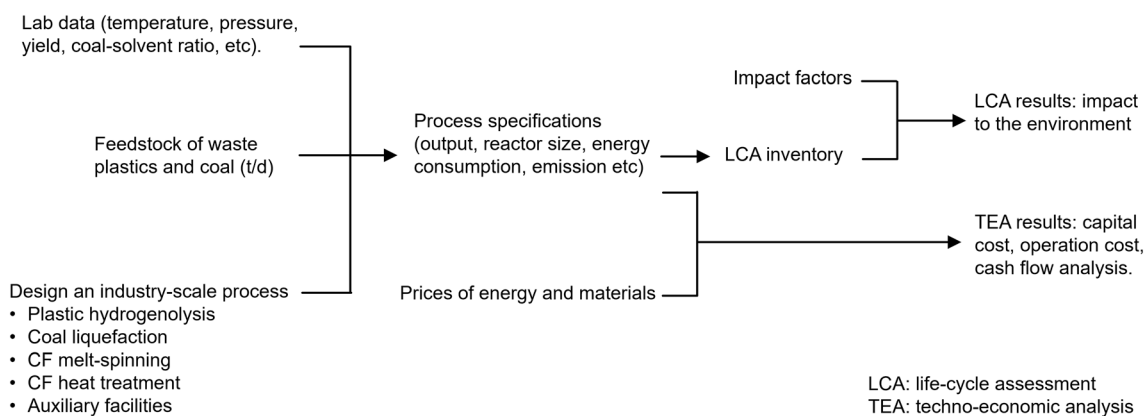 Lab data (temperature, pressure,
yield, coal-solvent ratio, etc).
Feedstock of waste
plastics and coal (t/d)
Design an industry-scale process
• Plastic hydrogenolysis
• Coal liquefaction
• CF melt-spinning
• CF heat treatment
• Auxiliary facilities
Process specifications
(output, reactor size, energy
consumption, emission etc)
Prices of energy and materials
Impact factors
LCA inventory
LCA results: impact
to the environment
TEA results: capital
cost, operation cost,
cash flow analysis.
LCA: life-cycle assessment
TEA: techno-economic analysis